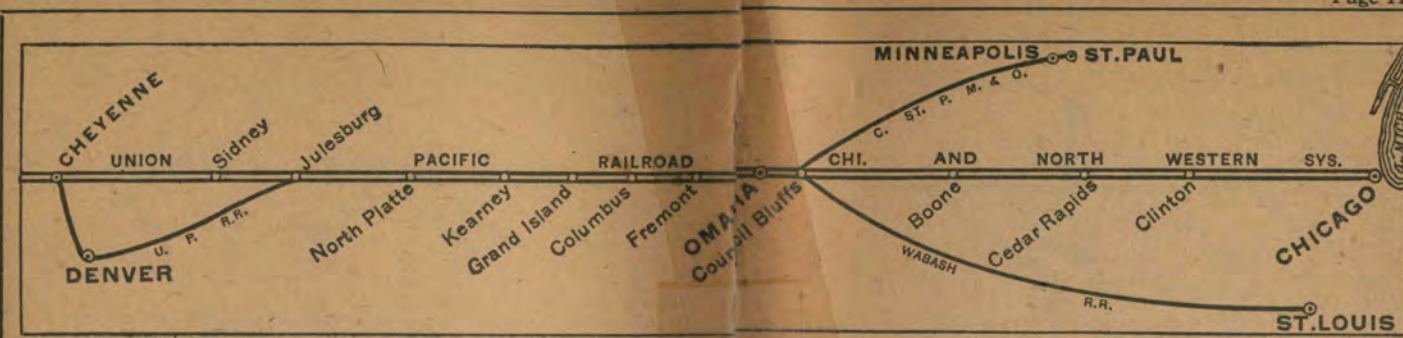 Page 11
MINNEAPOLIS ST. PAUL
C. ST. P. M. & O.
CHEYENNE
UNION PACIFIC RAILROAD
CHI. AND NORTH WESTERN SYS.
Sidney
Julesburg
North Platte
Kearney
Grand Island
Columbus
Fremont
OMAHA
Council Bluffs
Boone
Cedar Rapids
Clinton
CHICAGO
U. P. R.R.
DENVER
WABASH R.R.
ST. LOUIS